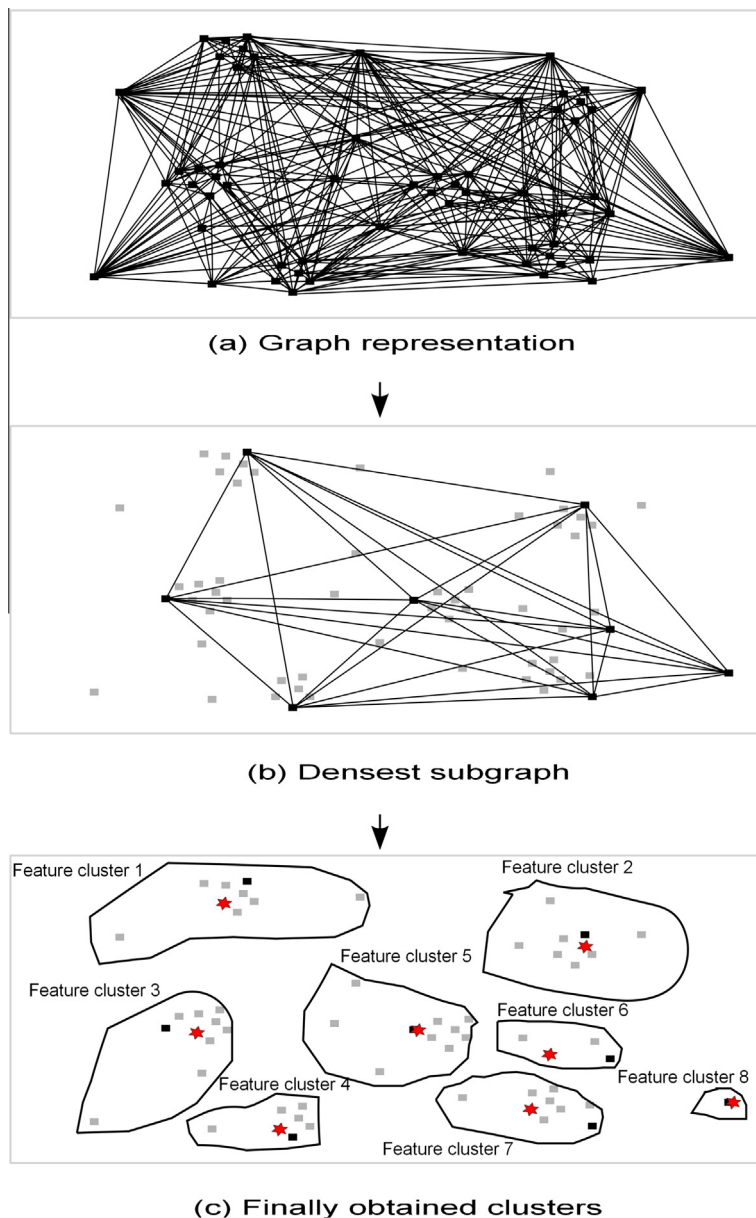 (a) Graph representation
(b) Densest subgraph
Feature cluster 1
Feature cluster 2
Feature cluster 5
Feature cluster 3
Feature cluster 6
Feature cluster 8
Feature cluster 4
Feature cluster 7
(c) Finally obtained clusters